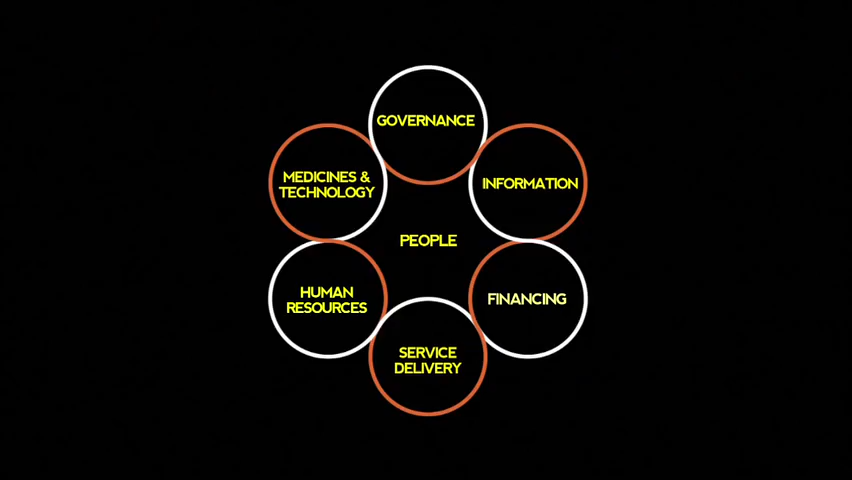 GOVERNANCE
MEDICINES &
TECHNOLOGY
INFORMATION
PEOPLE
HUMAN
RESOURCES
FINANCING
SERVICE
DELIVERY